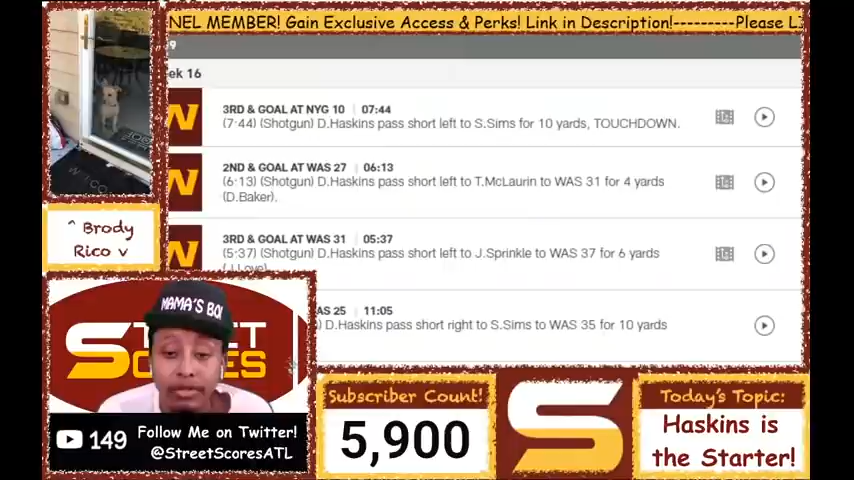 NEL MEMBER! Gain Exclusive Access & Perks! Link in Description!---------Please
9
ek 16
3RD & GOAL AT NYG 10 | 07:44
(7:44) (Shotgun) D.Haskins pass short left to S.Sims for 10 yards, TOUCHDOWN.
2ND & GOAL AT WAS 27 | 06:13
(6:13) (Shotgun) D.Haskins pass short left to T.McLaurin to WAS 31 for 4 yards
(D.Baker).
3RD & GOAL AT WAS 31 | 05:37
(5:37) (Shotgun) D.Haskins pass short left to J.Sprinkle to WAS 37 for 6 yards
(J.Love).
AS 25 | 11:05
) D.Haskins pass short right to S.Sims to WAS 35 for 10 yards
^ Brody
Rico v
MAMA'S BOY
STREET
SCORES
149
Follow Me on Twitter!
@StreetScoresATL
Subscriber Count!
5,900
Today's Topic:
Haskins is
the Starter!